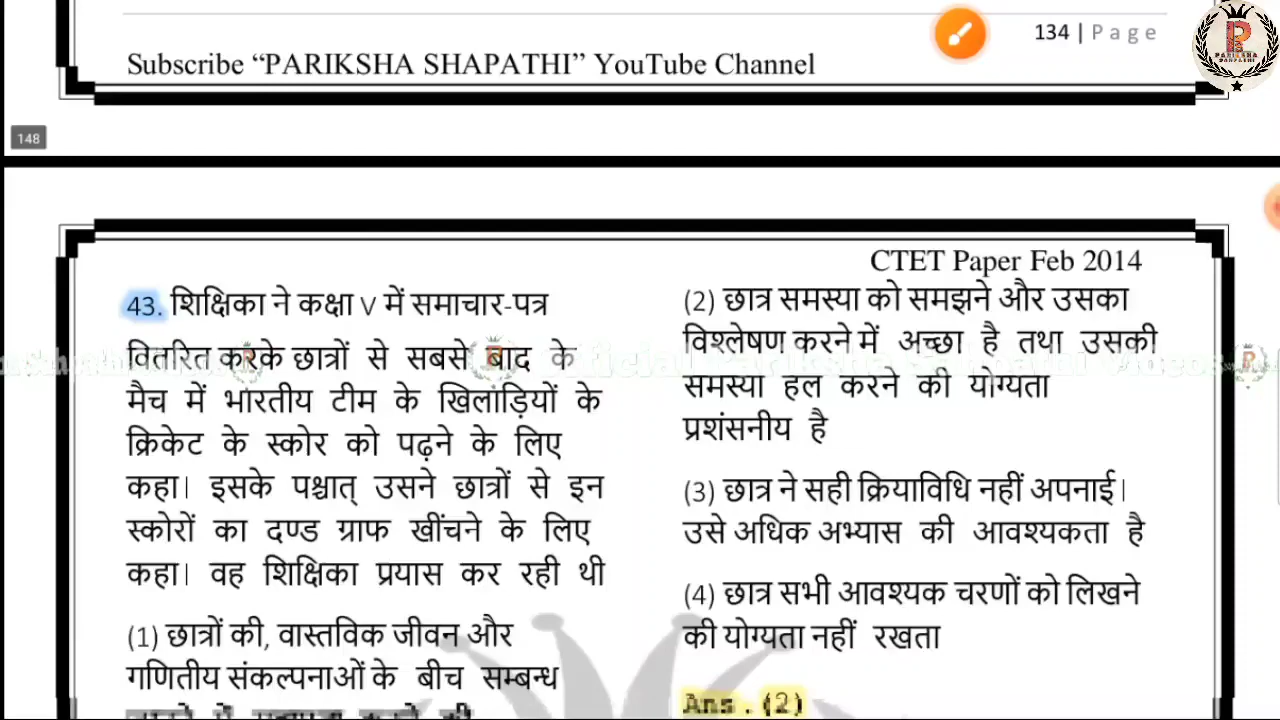 134 | Page
PARIKSHA
SHAPATHI
Subscribe “PARIKSHA SHAPATHI” YouTube Channel
148
CTET Paper Feb 2014
43. शिक्षिका ने कक्षा V में समाचार-पत्र
वितरित करके छात्रों से सबसे बाद के
मैच में भारतीय टीम के खिलाड़ियों के
क्रिकेट के स्कोर को पढ़ने के लिए
कहा। इसके पश्चात् उसने छात्रों से इन
स्कोरों का दण्ड ग्राफ खींचने के लिए
कहा। वह शिक्षिका प्रयास कर रही थी
(1) छात्रों की, वास्तविक जीवन और
गणितीय संकल्पनाओं के बीच सम्बन्ध
(2) छात्र समस्या को समझने और उसका
विश्लेषण करने में अच्छा है तथा उसकी
समस्या हल करने की योग्यता
प्रशंसनीय है
(3) छात्र ने सही क्रियाविधि नहीं अपनाई।
उसे अधिक अभ्यास की आवश्यकता है
(4) छात्र सभी आवश्यक चरणों को लिखने
की योग्यता नहीं रखता
Ans.(2)